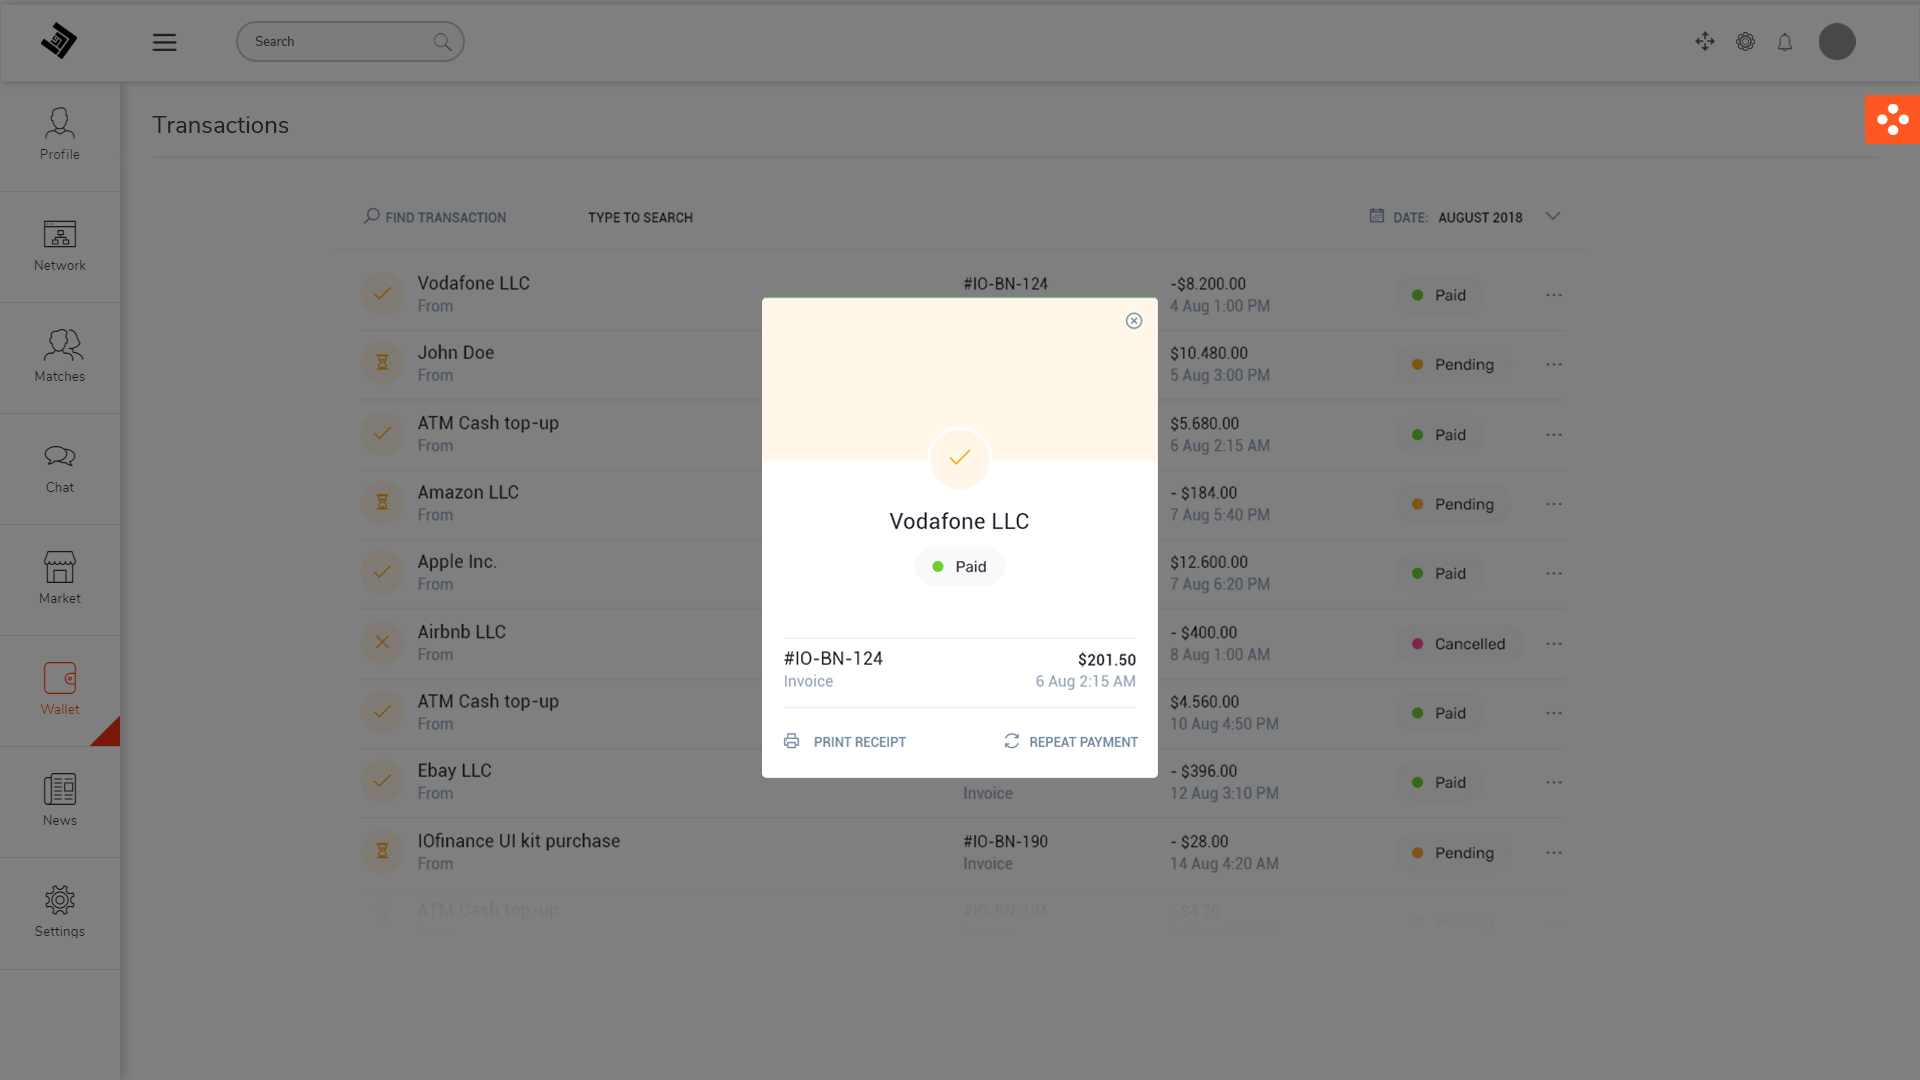 Search
Transactions
Profile
Network
Matches
Chat
Market
Wallet
News
Settings
FIND TRANSACTION TYPE TO SEARCH DATE: AUGUST 2018
Vodafone LLC #IO-BN-124 -$8.200.00 Paid
From 4 Aug 1:00 PM
John Doe $10.480.00 Pending
From 5 Aug 3:00 PM
ATM Cash top-up $5.680.00 Paid
From 6 Aug 2:15 AM
Amazon LLC - $184.00 Pending
From 7 Aug 5:40 PM
Apple Inc. $12.600.00 Paid
From 7 Aug 6:20 PM
Airbnb LLC - $400.00 Cancelled
From 8 Aug 1:00 AM
ATM Cash top-up $4.560.00 Paid
From 10 Aug 4:50 PM
Ebay LLC - $396.00 Paid
From Invoice 12 Aug 3:10 PM
IOfinance UI kit purchase #IO-BN-190 - $28.00 Pending
From Invoice 14 Aug 4:20 AM
ATM Cash top-up #IO-BN-194 - $4.20 Pending
Vodafone LLC
Paid
#IO-BN-124 $201.50
Invoice 6 Aug 2:15 AM
PRINT RECEIPT REPEAT PAYMENT